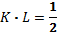 K · L = 1/2